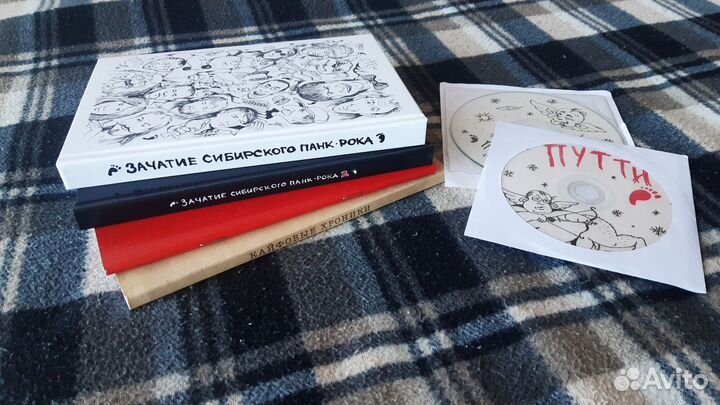 ЗАЧАТИЕ СИБИРСКОГО ПАНК-РОКА
ЗАЧАТИЕ СИБИРСКОГО ПАНК-РОКА 2
КАЙФОВЫЕ ХРОНИКИ
ПУТТИ
Avito